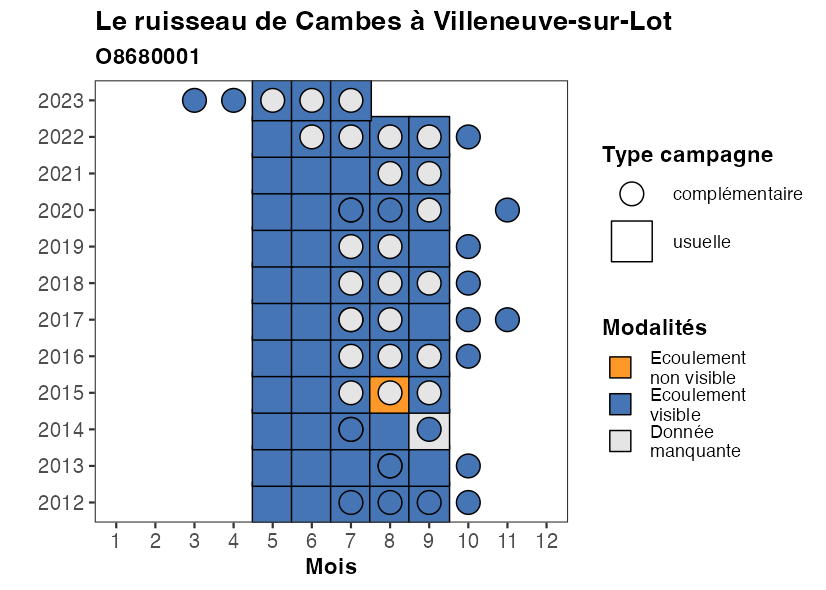 Le ruisseau de Cambes à Villeneuve-sur-Lot
O8680001
2023
2022
2021
2020
2019
2018
2017
2016
2015
2014
2013
2012
1 2 3 4 5 6 7 8 9 10 11 12
Mois
Type campagne
complémentaire
usuelle
Modalités
Ecoulement
non visible
Ecoulement
visible
Donnée
manquante